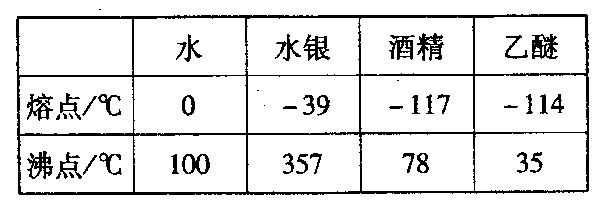 水 水银 酒精 乙醚
熔点/℃ 0 -39 -117 -114
沸点/℃ 100 357 78 35